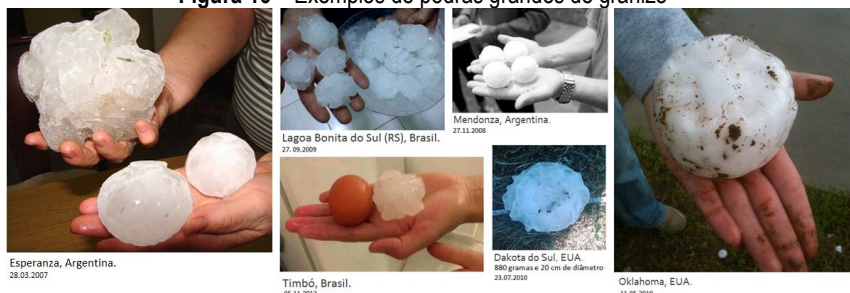 Exemplos de pedras grandes de granizo
Esperanza, Argentina.
28.03.2007
Lagoa Bonita do Sul (RS), Brasil.
27.09.2009
Mendonza, Argentina.
27.11.2008
Timbó, Brasil.
Dakota do Sul, EUA.
880 gramas e 20 cm de diâmetro
23.07.2010
Oklahoma, EUA.